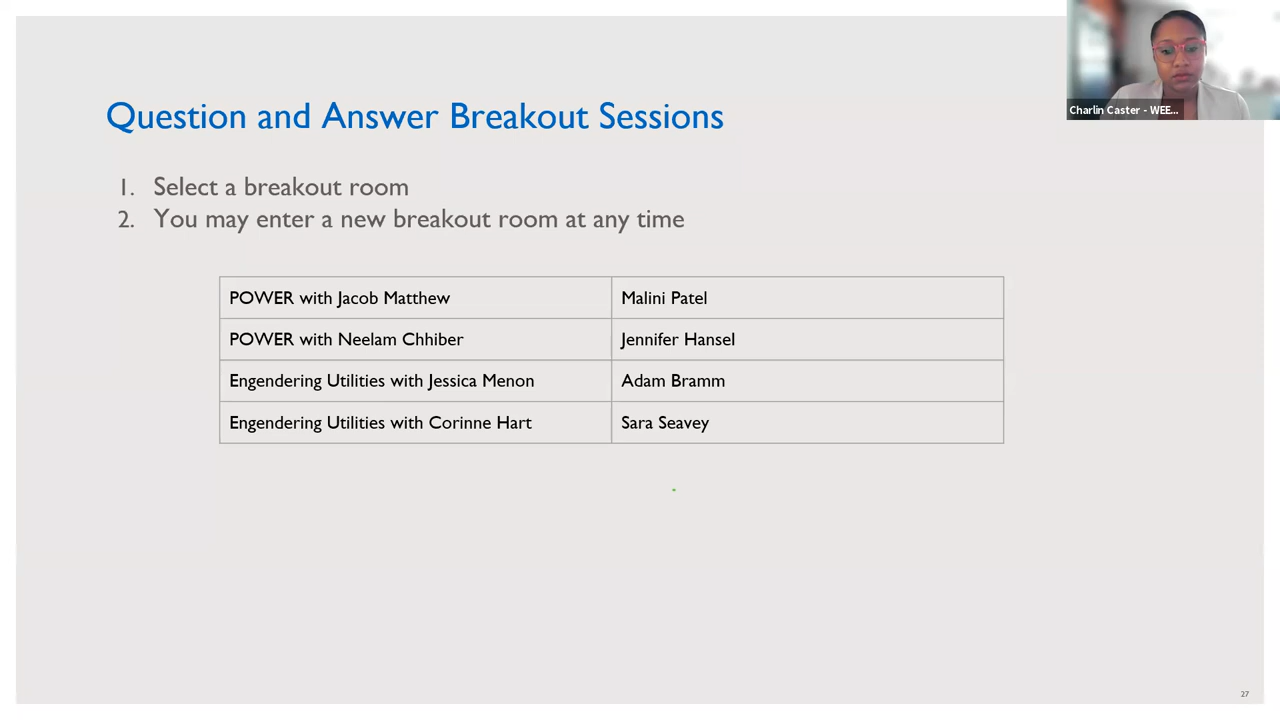 Charlin Caster - WEE...
Question and Answer Breakout Sessions
1. Select a breakout room
2. You may enter a new breakout room at any time
POWER with Jacob Matthew Malini Patel
POWER with Neelam Chhiber Jennifer Hansel
Engendering Utilities with Jessica Menon Adam Bramm
Engendering Utilities with Corinne Hart Sara Seavey
27